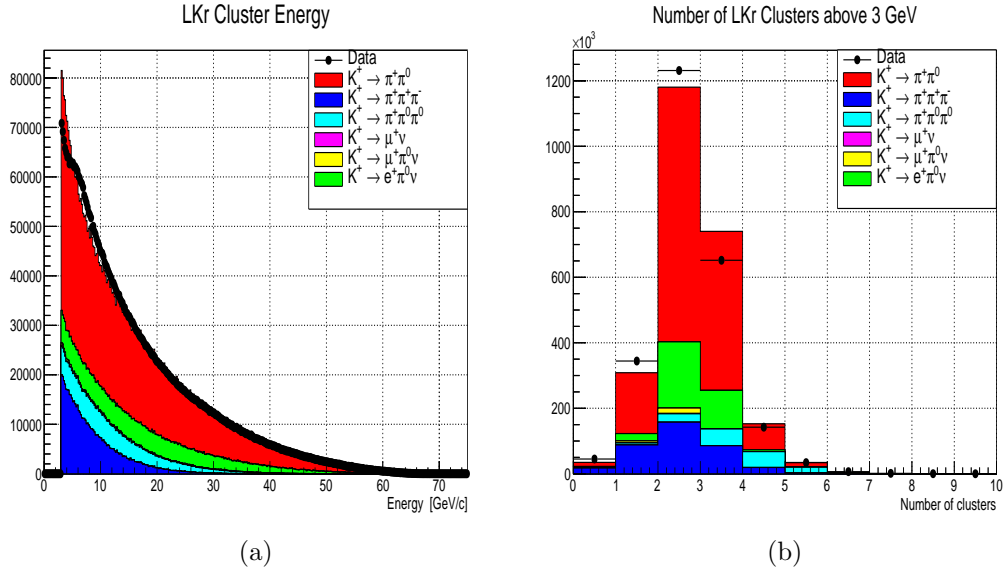 LKr Cluster Energy
Data
K⁺ → π⁺π⁰
K⁺ → π⁺π⁺π⁻
K⁺ → π⁺π⁰π⁰
K⁺ → μ⁺ν
K⁺ → μ⁺π⁰ν
K⁺ → e⁺π⁰ν
80000
70000
60000
50000
40000
30000
20000
10000
0
0 10 20 30 40 50 60 70
Energy [GeV/c]
(a)
Number of LKr Clusters above 3 GeV
×10³
Data
K⁺ → π⁺π⁰
K⁺ → π⁺π⁺π⁻
K⁺ → π⁺π⁰π⁰
K⁺ → μ⁺ν
K⁺ → μ⁺π⁰ν
K⁺ → e⁺π⁰ν
1200
1000
800
600
400
200
0
0 1 2 3 4 5 6 7 8 9 10
Number of clusters
(b)